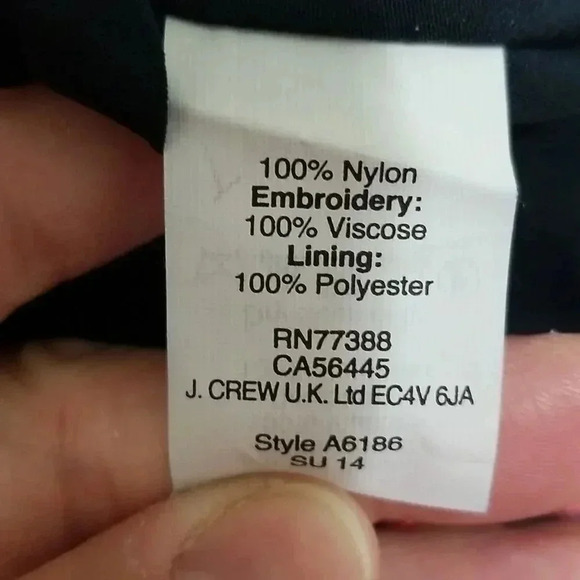 100% Nylon
Embroidery:
100% Viscose
Lining:
100% Polyester
RN77388
CA56445
J. CREW U.K. Ltd EC4V 6JA
Style A6186
SU 14